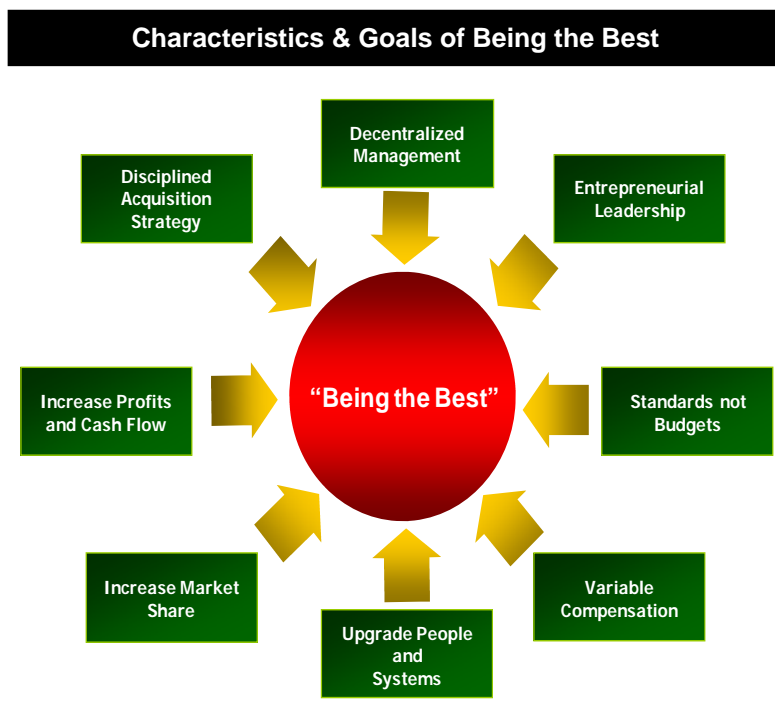 Characteristics & Goals of Being the Best
Decentralized
Management
Disciplined
Acquisition
Strategy
Entrepreneurial
Leadership
Increase Profits
and Cash Flow
“Being the Best”
Standards not
Budgets
Increase Market
Share
Variable
Compensation
Upgrade People
and
Systems